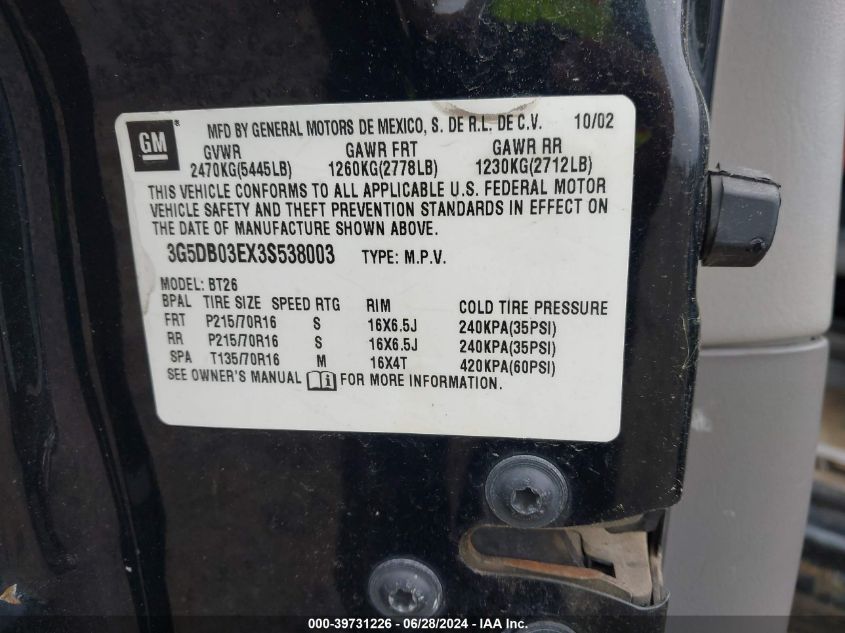 GM® MFD BY GENERAL MOTORS DE MEXICO, S. DE R.L. DE C.V. 10/02
GVWR GAWR FRT GAWR RR
2470KG(5445LB) 1260KG(2778LB) 1230KG(2712LB)
THIS VEHICLE CONFORMS TO ALL APPLICABLE U.S. FEDERAL MOTOR
VEHICLE SAFETY AND THEFT PREVENTION STANDARDS IN EFFECT ON
THE DATE OF MANUFACTURE SHOWN ABOVE.
3G5DB03EX3S538003 TYPE: M.P.V.
MODEL: BT26
BPAL TIRE SIZE SPEED RTG RIM COLD TIRE PRESSURE
FRT P215/70R16 S 16X6.5J 240KPA(35PSI)
RR P215/70R16 S 16X6.5J 240KPA(35PSI)
SPA T135/70R16 M 16X4T 420KPA(60PSI)
SEE OWNER'S MANUAL i FOR MORE INFORMATION.
000-39731226 - 06/28/2024 - IAA Inc.